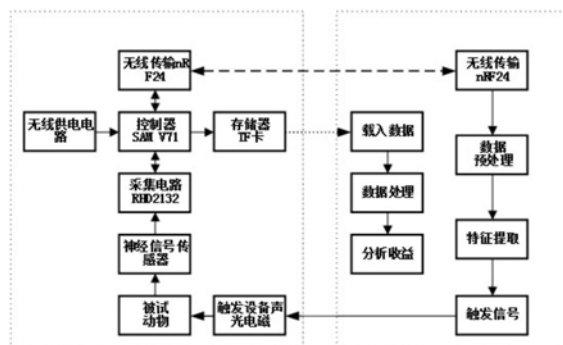 无线传输nR
F24
无线传输
nRF24
无线供电电
路
控制器
SAM V71
存储器
TF卡
载入数据
数据
预处理
采集电路
RHD2132
数据处理
神经信号传
感器
分析收益
特征提取
被试
动物
触发设备声
光电磁
触发信号